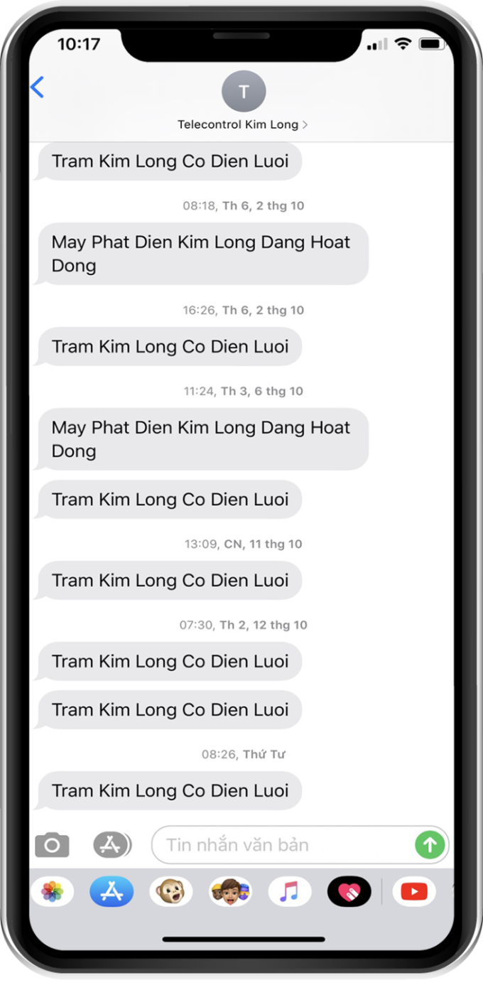 10:17
T
Telecontrol Kim Long >
Tram Kim Long Co Dien Luoi
08:18, Th 6, 2 thg 10
May Phat Dien Kim Long Dang Hoat
Dong
16:26, Th 6, 2 thg 10
Tram Kim Long Co Dien Luoi
11:24, Th 3, 6 thg 10
May Phat Dien Kim Long Dang Hoat
Dong
Tram Kim Long Co Dien Luoi
13:09, CN, 11 thg 10
Tram Kim Long Co Dien Luoi
07:30, Th 2, 12 thg 10
Tram Kim Long Co Dien Luoi
Tram Kim Long Co Dien Luoi
08:26, Thứ Tư
Tram Kim Long Co Dien Luoi
Tin nhắn văn bản